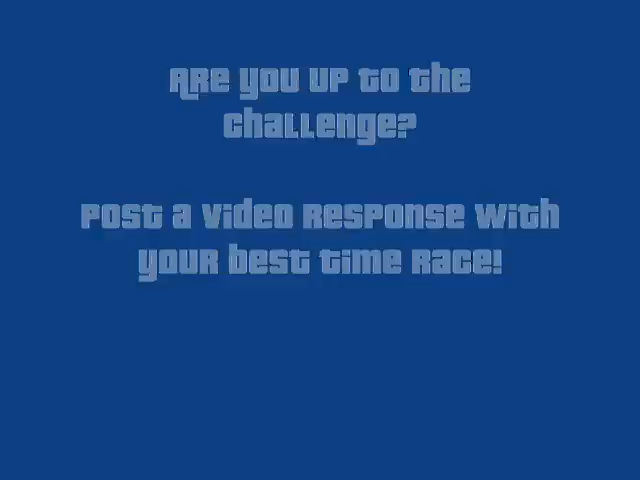 Are you up to the
challenge?
Post a video response with
your best time race!